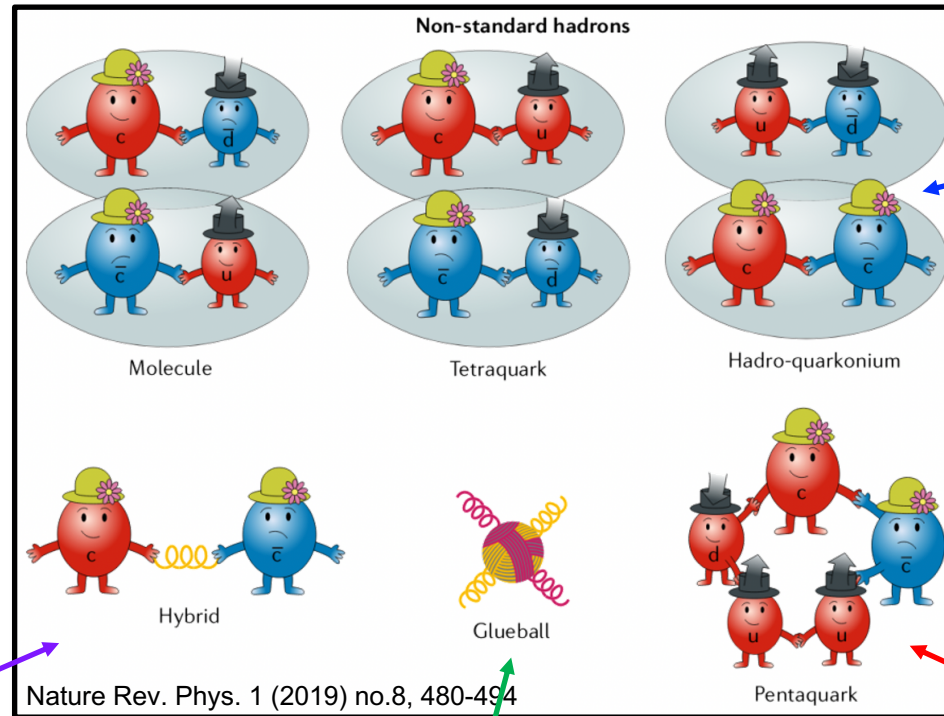 Non-standard hadrons
c d̄ c u u d̄
c̄ u c̄ d̄ c c̄
Molecule Tetraquark Hadro-quarkonium
c
d c̄
c c̄
u u
Hybrid Glueball Pentaquark
Nature Rev. Phys. 1 (2019) no.8, 480-494